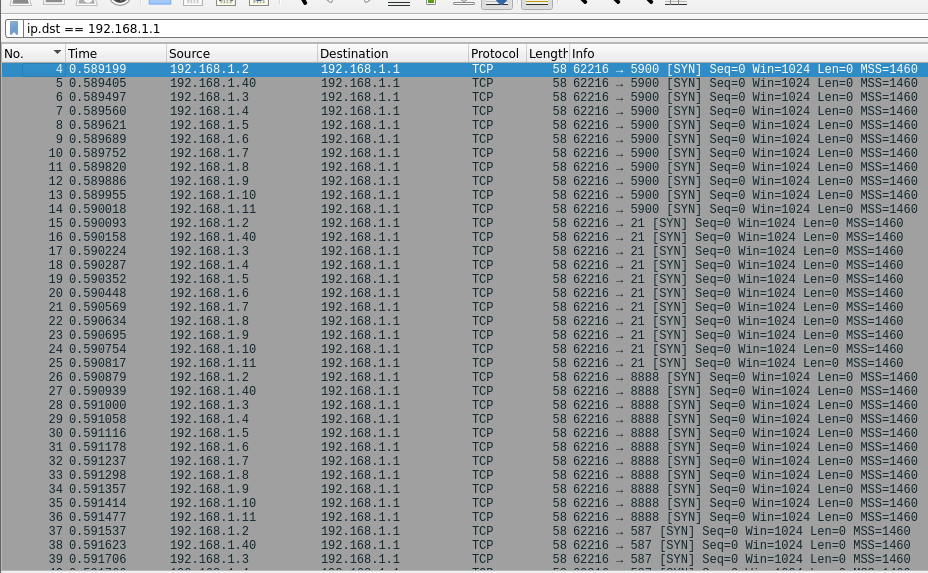 ip.dst == 192.168.1.1
No. Time Source Destination Protocol Length Info
4 0.589199 192.168.1.2 192.168.1.1 TCP 58 62216 → 5900 [SYN] Seq=0 Win=1024 Len=0 MSS=1460
5 0.589405 192.168.1.40 192.168.1.1 TCP 58 62216 → 5900 [SYN] Seq=0 Win=1024 Len=0 MSS=1460
6 0.589497 192.168.1.3 192.168.1.1 TCP 58 62216 → 5900 [SYN] Seq=0 Win=1024 Len=0 MSS=1460
7 0.589560 192.168.1.4 192.168.1.1 TCP 58 62216 → 5900 [SYN] Seq=0 Win=1024 Len=0 MSS=1460
8 0.589621 192.168.1.5 192.168.1.1 TCP 58 62216 → 5900 [SYN] Seq=0 Win=1024 Len=0 MSS=1460
9 0.589689 192.168.1.6 192.168.1.1 TCP 58 62216 → 5900 [SYN] Seq=0 Win=1024 Len=0 MSS=1460
10 0.589752 192.168.1.7 192.168.1.1 TCP 58 62216 → 5900 [SYN] Seq=0 Win=1024 Len=0 MSS=1460
11 0.589820 192.168.1.8 192.168.1.1 TCP 58 62216 → 5900 [SYN] Seq=0 Win=1024 Len=0 MSS=1460
12 0.589886 192.168.1.9 192.168.1.1 TCP 58 62216 → 5900 [SYN] Seq=0 Win=1024 Len=0 MSS=1460
13 0.589955 192.168.1.10 192.168.1.1 TCP 58 62216 → 5900 [SYN] Seq=0 Win=1024 Len=0 MSS=1460
14 0.590018 192.168.1.11 192.168.1.1 TCP 58 62216 → 5900 [SYN] Seq=0 Win=1024 Len=0 MSS=1460
15 0.590093 192.168.1.2 192.168.1.1 TCP 58 62216 → 21 [SYN] Seq=0 Win=1024 Len=0 MSS=1460
16 0.590158 192.168.1.40 192.168.1.1 TCP 58 62216 → 21 [SYN] Seq=0 Win=1024 Len=0 MSS=1460
17 0.590224 192.168.1.3 192.168.1.1 TCP 58 62216 → 21 [SYN] Seq=0 Win=1024 Len=0 MSS=1460
18 0.590287 192.168.1.4 192.168.1.1 TCP 58 62216 → 21 [SYN] Seq=0 Win=1024 Len=0 MSS=1460
19 0.590352 192.168.1.5 192.168.1.1 TCP 58 62216 → 21 [SYN] Seq=0 Win=1024 Len=0 MSS=1460
20 0.590448 192.168.1.6 192.168.1.1 TCP 58 62216 → 21 [SYN] Seq=0 Win=1024 Len=0 MSS=1460
21 0.590569 192.168.1.7 192.168.1.1 TCP 58 62216 → 21 [SYN] Seq=0 Win=1024 Len=0 MSS=1460
22 0.590634 192.168.1.8 192.168.1.1 TCP 58 62216 → 21 [SYN] Seq=0 Win=1024 Len=0 MSS=1460
23 0.590695 192.168.1.9 192.168.1.1 TCP 58 62216 → 21 [SYN] Seq=0 Win=1024 Len=0 MSS=1460
24 0.590754 192.168.1.10 192.168.1.1 TCP 58 62216 → 21 [SYN] Seq=0 Win=1024 Len=0 MSS=1460
25 0.590817 192.168.1.11 192.168.1.1 TCP 58 62216 → 21 [SYN] Seq=0 Win=1024 Len=0 MSS=1460
26 0.590879 192.168.1.2 192.168.1.1 TCP 58 62216 → 8888 [SYN] Seq=0 Win=1024 Len=0 MSS=1460
27 0.590939 192.168.1.40 192.168.1.1 TCP 58 62216 → 8888 [SYN] Seq=0 Win=1024 Len=0 MSS=1460
28 0.591000 192.168.1.3 192.168.1.1 TCP 58 62216 → 8888 [SYN] Seq=0 Win=1024 Len=0 MSS=1460
29 0.591058 192.168.1.4 192.168.1.1 TCP 58 62216 → 8888 [SYN] Seq=0 Win=1024 Len=0 MSS=1460
30 0.591116 192.168.1.5 192.168.1.1 TCP 58 62216 → 8888 [SYN] Seq=0 Win=1024 Len=0 MSS=1460
31 0.591178 192.168.1.6 192.168.1.1 TCP 58 62216 → 8888 [SYN] Seq=0 Win=1024 Len=0 MSS=1460
32 0.591237 192.168.1.7 192.168.1.1 TCP 58 62216 → 8888 [SYN] Seq=0 Win=1024 Len=0 MSS=1460
33 0.591298 192.168.1.8 192.168.1.1 TCP 58 62216 → 8888 [SYN] Seq=0 Win=1024 Len=0 MSS=1460
34 0.591357 192.168.1.9 192.168.1.1 TCP 58 62216 → 8888 [SYN] Seq=0 Win=1024 Len=0 MSS=1460
35 0.591414 192.168.1.10 192.168.1.1 TCP 58 62216 → 8888 [SYN] Seq=0 Win=1024 Len=0 MSS=1460
36 0.591477 192.168.1.11 192.168.1.1 TCP 58 62216 → 8888 [SYN] Seq=0 Win=1024 Len=0 MSS=1460
37 0.591537 192.168.1.2 192.168.1.1 TCP 58 62216 → 587 [SYN] Seq=0 Win=1024 Len=0 MSS=1460
38 0.591623 192.168.1.40 192.168.1.1 TCP 58 62216 → 587 [SYN] Seq=0 Win=1024 Len=0 MSS=1460
39 0.591706 192.168.1.3 192.168.1.1 TCP 58 62216 → 587 [SYN] Seq=0 Win=1024 Len=0 MSS=1460